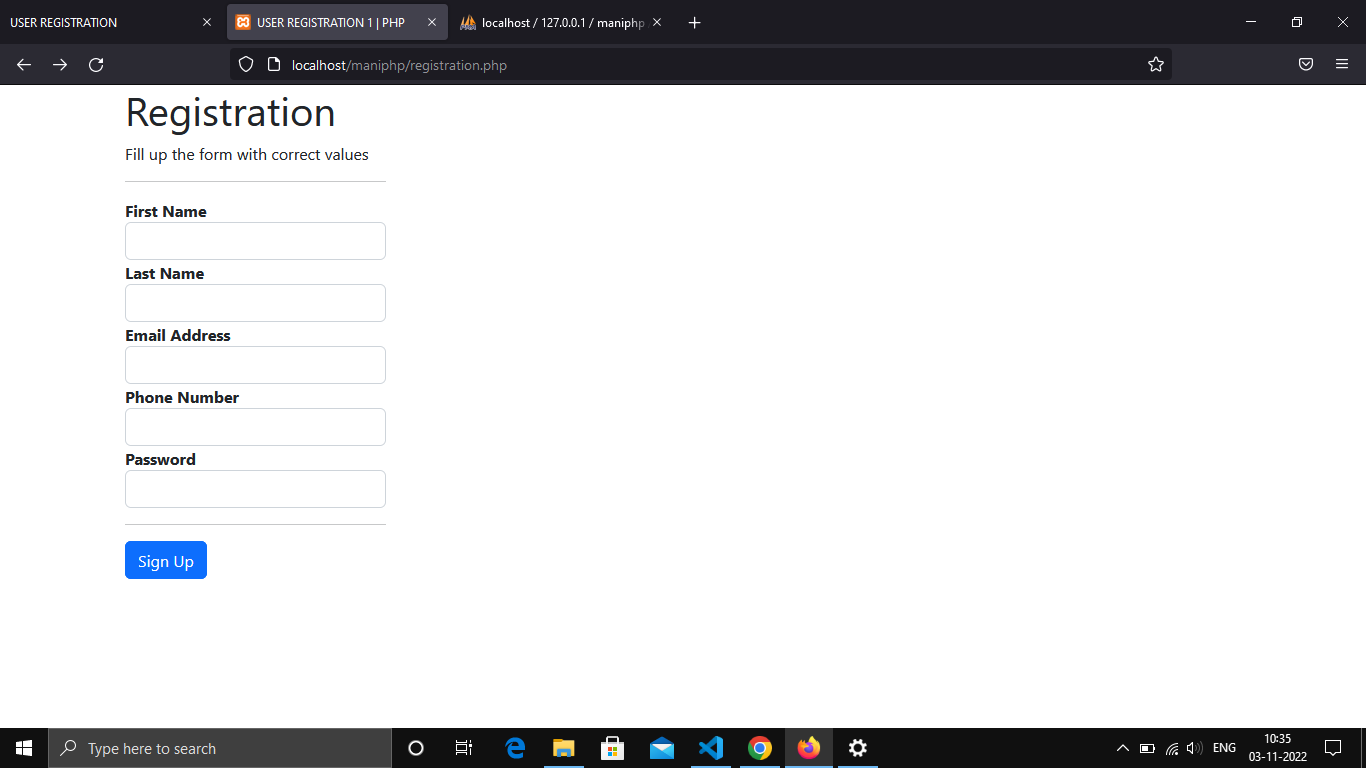 USER REGISTRATION
USER REGISTRATION 1 | PHP
localhost / 127.0.0.1 / maniphp
localhost/maniphp/registration.php
Registration
Fill up the form with correct values
First Name
Last Name
Email Address
Phone Number
Password
Sign Up
Type here to search
ENG
10:35
03-11-2022